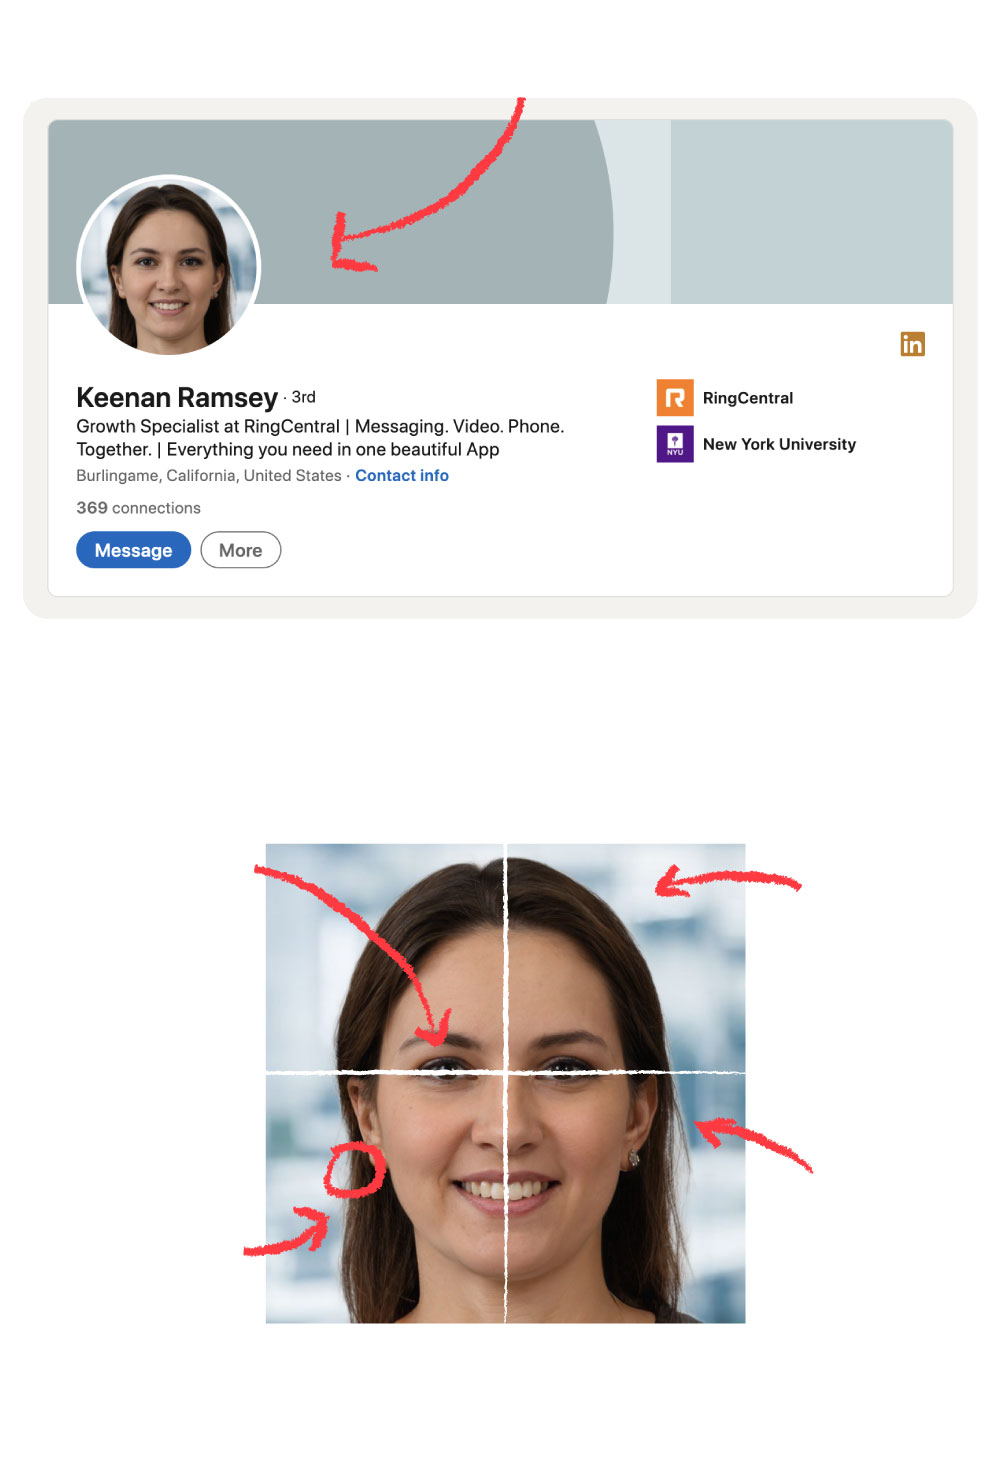 Keenan Ramsey · 3rd
Growth Specialist at RingCentral | Messaging. Video. Phone.
Together. | Everything you need in one beautiful App
Burlingame, California, United States · Contact info
369 connections
Message
More
in
RingCentral
NYU
New York University